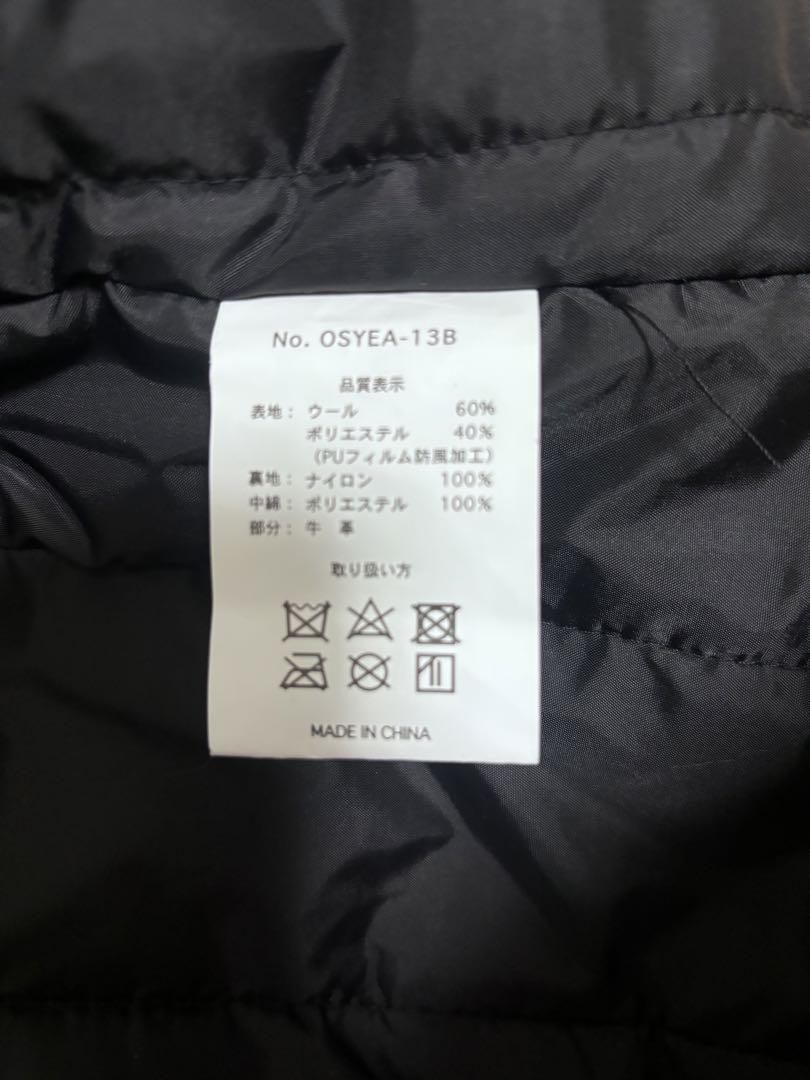 No. OSYEA-13B
品質表示
表地: ウール 60%
ポリエステル 40%
(PUフィルム防風加工)
裏地: ナイロン 100%
中綿: ポリエステル 100%
部分: 牛 革
取り扱い方
MADE IN CHINA